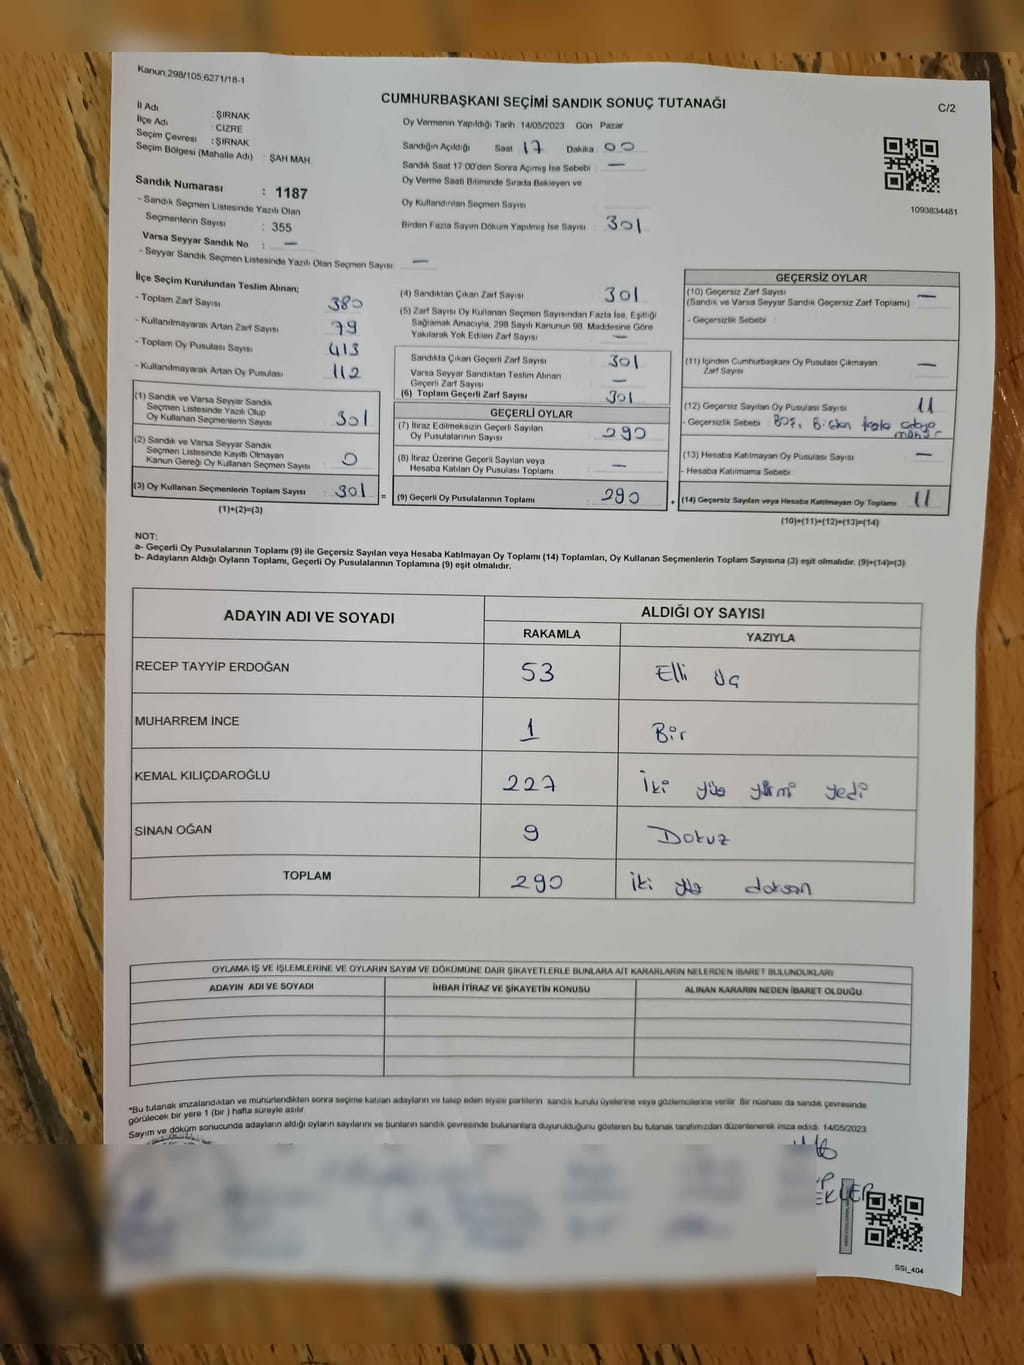 Kanun,298/105,6271/18-1
CUMHURBAŞKANI SEÇİMİ SANDIK SONUÇ TUTANAĞI
C/2
İl Adı : ŞIRNAK
İlçe Adı : CİZRE
Seçim Çevresi : ŞIRNAK
Seçim Bölgesi (Mahalle Adı) : ŞAH MAH
Sandık Numarası : 1187
- Sandık Seçmen Listesinde Yazılı Olan
Seçmenlerin Sayısı : 355
Varsa Seyyar Sandık No : —
- Seyyar Sandık Seçmen Listesinde Yazılı Olan Seçmen Sayısı —
Oy Vermenin Yapıldığı Tarih : 14/05/2023 Gün Pazar
Sandığın Açıldığı Saat 17 Dakika 00
Sandık Saat 17.00'den Sonra Açılmış İse Sebebi : —
Oy Verme Saati Bitiminde Sırada Bekleyen ve
Oy Kullandırılan Seçmen Sayısı
Birden Fazla Sayım Döküm Yapılmış İse Sayısı : 301
1093834481
İlçe Seçim Kurulundan Teslim Alınan;
- Toplam Zarf Sayısı 380
- Kullanılmayarak Artan Zarf Sayısı 79
- Toplam Oy Pusulası Sayısı 413
- Kullanılmayarak Artan Oy Pusulası 112
(1) Sandık ve Varsa Seyyar Sandık
Seçmen Listesinde Yazılı Olup
Oy Kullanan Seçmenlerin Sayısı 301
(2) Sandık ve Varsa Seyyar Sandık
Seçmen Listesinde Kayıtlı Olmayan
Kanun Gereği Oy Kullanan Seçmen Sayısı 0
(3) Oy Kullanan Seçmenlerin Toplam Sayısı 301
(1)+(2)=(3)
(4) Sandıktan Çıkan Zarf Sayısı 301
(5) Zarf Sayısı Oy Kullanan Seçmen Sayısından Fazla İse, Eşitliği
Sağlamak Amacıyla, 298 Sayılı Kanunun 98. Maddesine Göre
Yakılarak Yok Edilen Zarf Sayısı —
Sandıkta Çıkan Geçerli Zarf Sayısı 301
Varsa Seyyar Sandıktan Teslim Alınan
Geçerli Zarf Sayısı —
(6) Toplam Geçerli Zarf Sayısı 301
GEÇERLİ OYLAR
(7) İtiraz Edilmeksizin Geçerli Sayılan
Oy Pusulalarının Sayısı 290
(8) İtiraz Üzerine Geçerli Sayılan veya
Hesaba Katılan Oy Pusulası Toplamı —
= (9) Geçerli Oy Pusulalarının Toplamı 290
GEÇERSİZ OYLAR
(10) Geçersiz Zarf Sayısı —
(Sandık ve Varsa Seyyar Sandık Geçersiz Zarf Toplamı)
- Geçersizlik Sebebi :
(11) İçinden Cumhurbaşkanı Oy Pusulası Çıkmayan
Zarf Sayısı —
(12) Geçersiz Sayılan Oy Pusulası Sayısı 11
- Geçersizlik Sebebi : BOŞ, Birden fazla adaya
mühür
(13) Hesaba Katılmayan Oy Pusulası Sayısı —
- Hesaba Katılmama Sebebi
+ (14) Geçersiz Sayılan veya Hesaba Katılmayan Oy Toplamı 11
(10)+(11)+(12)+(13)=(14)
NOT:
a- Geçerli Oy Pusulalarının Toplamı (9) ile Geçersiz Sayılan veya Hesaba Katılmayan Oy Toplamı (14) Toplamları, Oy Kullanan Seçmenlerin Toplam Sayısına (3) eşit olmalıdır. (9)+(14)=(3)
b- Adayların Aldığı Oyların Toplamı, Geçerli Oy Pusulalarının Toplamına (9) eşit olmalıdır.
ADAYIN ADI VE SOYADI
ALDIĞI OY SAYISI
RAKAMLA YAZIYLA
RECEP TAYYİP ERDOĞAN 53 Elli üç
MUHARREM İNCE 1 Bir
KEMAL KILIÇDAROĞLU 227 İki yüz yirmi yedi
SİNAN OĞAN 9 Dokuz
TOPLAM 290 iki yüz doksan
OYLAMA İŞ VE İŞLEMLERİNE VE OYLARIN SAYIM VE DÖKÜMÜNE DAİR ŞİKAYETLERLE BUNLARA AİT KARARLARIN NELERDEN İBARET BULUNDUKLARI
ADAYIN ADI VE SOYADI İHBAR İTİRAZ VE ŞİKAYETİN KONUSU ALINAN KARARIN NEDEN İBARET OLDUĞU
*Bu tutanak imzalandıktan ve mühürlendikten sonra seçime katılan adayların ve talep eden siyasi partilerin sandık kurulu üyelerine veya gözlemcilerine verilir. Bir nüshası da sandık çevresinde
görülecek bir yere 1 (bir ) hafta süreyle asılır.
Sayım ve döküm sonucunda adayların aldığı oyların sayılarını ve bunların sandık çevresinde bulunanlara duyurulduğunu gösteren bu tutanak tarafımızdan düzenlenerek imza edildi. 14/05/2023
SSI_404